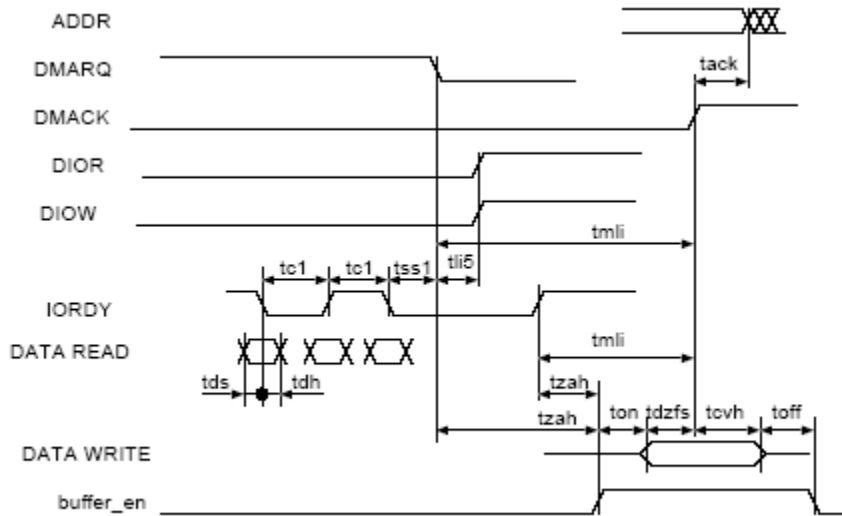 ADDR
DMARQ
tack
DMACK
DIOR
DIOW
tmli
tc1 tc1 tss1 tli5
IORDY
DATA READ
tmli
tds tdh
tzah
tzah ton tdzfs tcvh toff
DATA WRITE
buffer_en